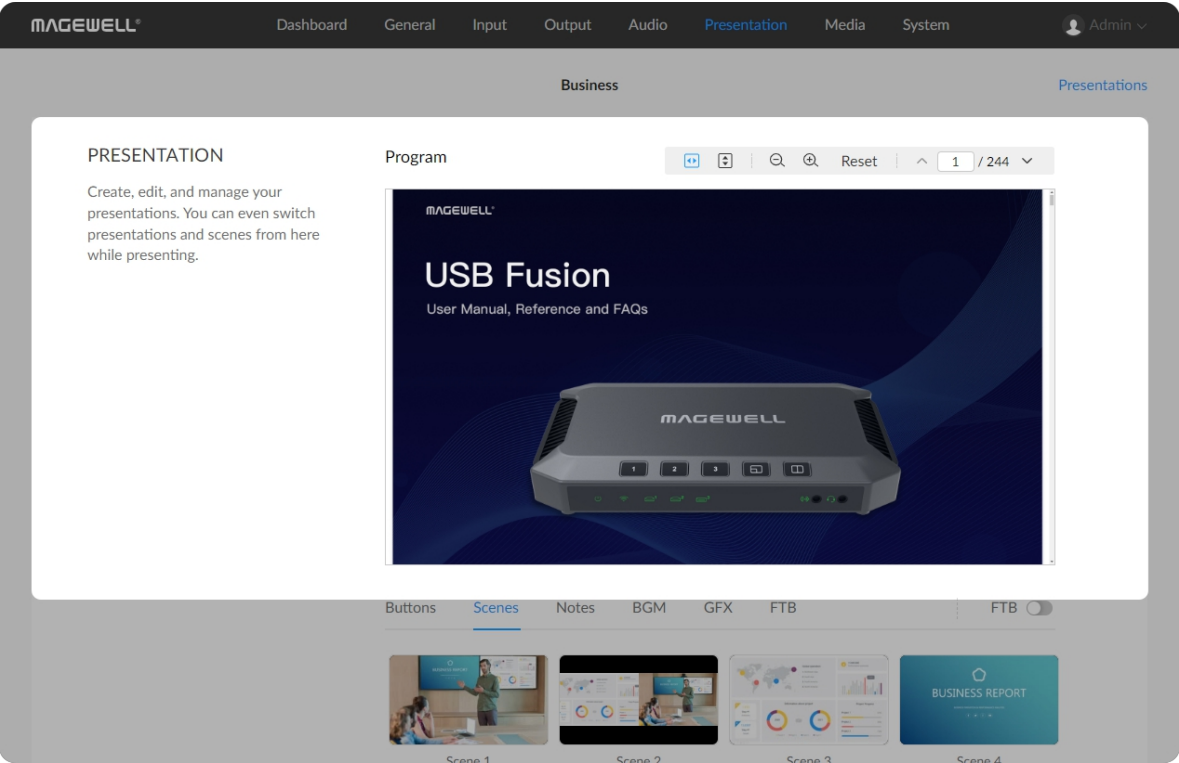 MAGEWELL®
Dashboard General Input Output Audio Presentation Media System Admin
Business
Presentations
PRESENTATION
Create, edit, and manage your
presentations. You can even switch
presentations and scenes from here
while presenting.
Program
Reset 1 / 244
MAGEWELL®
USB Fusion
User Manual, Reference and FAQs
MAGEWELL
1 2 3
Buttons Scenes Notes BGM GFX FTB FTB
BUSINESS REPORT
BUSINESS REPORT
Scene 1 Scene 2 Scene 3 Scene 4